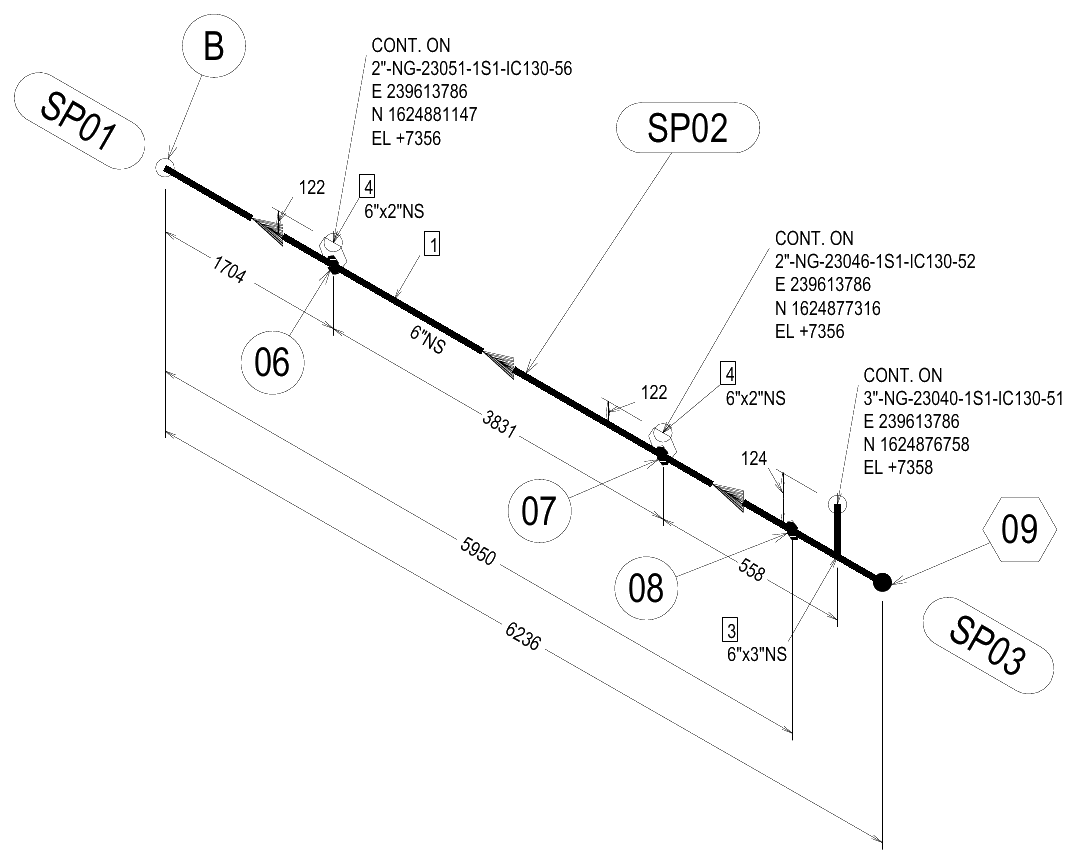 B
CONT. ON
2"-NG-23051-1S1-IC130-56
E 239613786
N 1624881147
EL +7356
SP01
SP02
122
4
6"x2"NS
1
CONT. ON
2"-NG-23046-1S1-IC130-52
E 239613786
N 1624877316
EL +7356
1704
06
6"NS
4
6"x2"NS
122
CONT. ON
3"-NG-23040-1S1-IC130-51
E 239613786
N 1624876758
EL +7358
3831
124
07
09
5950
08
558
3
6"x3"NS
6236
SP03